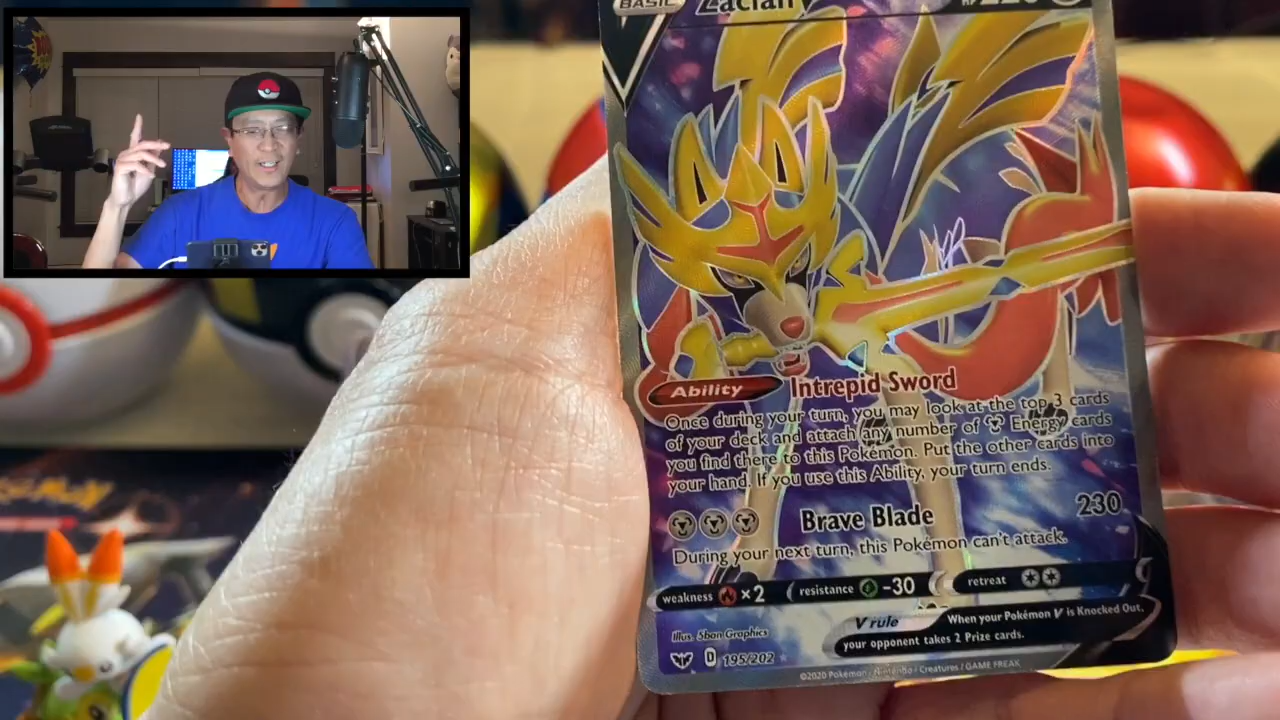 BASIC
Zacian
Ability Intrepid Sword
Once during your turn, you may look at the top 3 cards
of your deck and attach any number of Energy cards
you find there to this Pokémon. Put the other cards into
your hand. If you use this Ability, your turn ends.
Brave Blade 230
During your next turn, this Pokémon can't attack.
weakness ×2 resistance -30 retreat
V rule When your Pokémon V is Knocked Out,
your opponent takes 2 Prize cards.
Illus. 5ban Graphics
D 195/202
©2020 Pokémon / Nintendo / Creatures / GAME FREAK